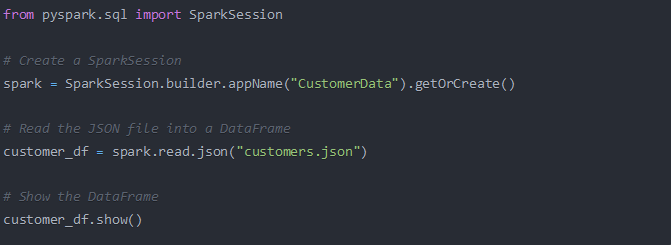 from pyspark.sql import SparkSession
# Create a SparkSession
spark = SparkSession.builder.appName("CustomerData").getOrCreate()
# Read the JSON file into a DataFrame
customer_df = spark.read.json("customers.json")
# Show the DataFrame
customer_df.show()